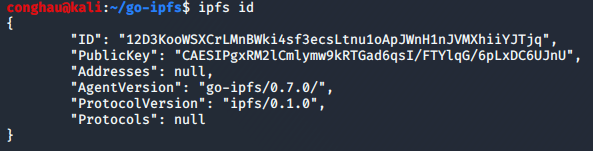 conghau@kali:~/go-ipfs$ ipfs id
{
        "ID": "12D3KooWSXCrLMnBWki4sf3ecsLtnu1oApJWnH1nJVMXhiiYJTjq",
        "PublicKey": "CAESIPgxRM2lCmlymw9kRTGad6qsI/FTYlqG/6pLxDC6UJnU",
        "Addresses": null,
        "AgentVersion": "go-ipfs/0.7.0/",
        "ProtocolVersion": "ipfs/0.1.0",
        "Protocols": null
}